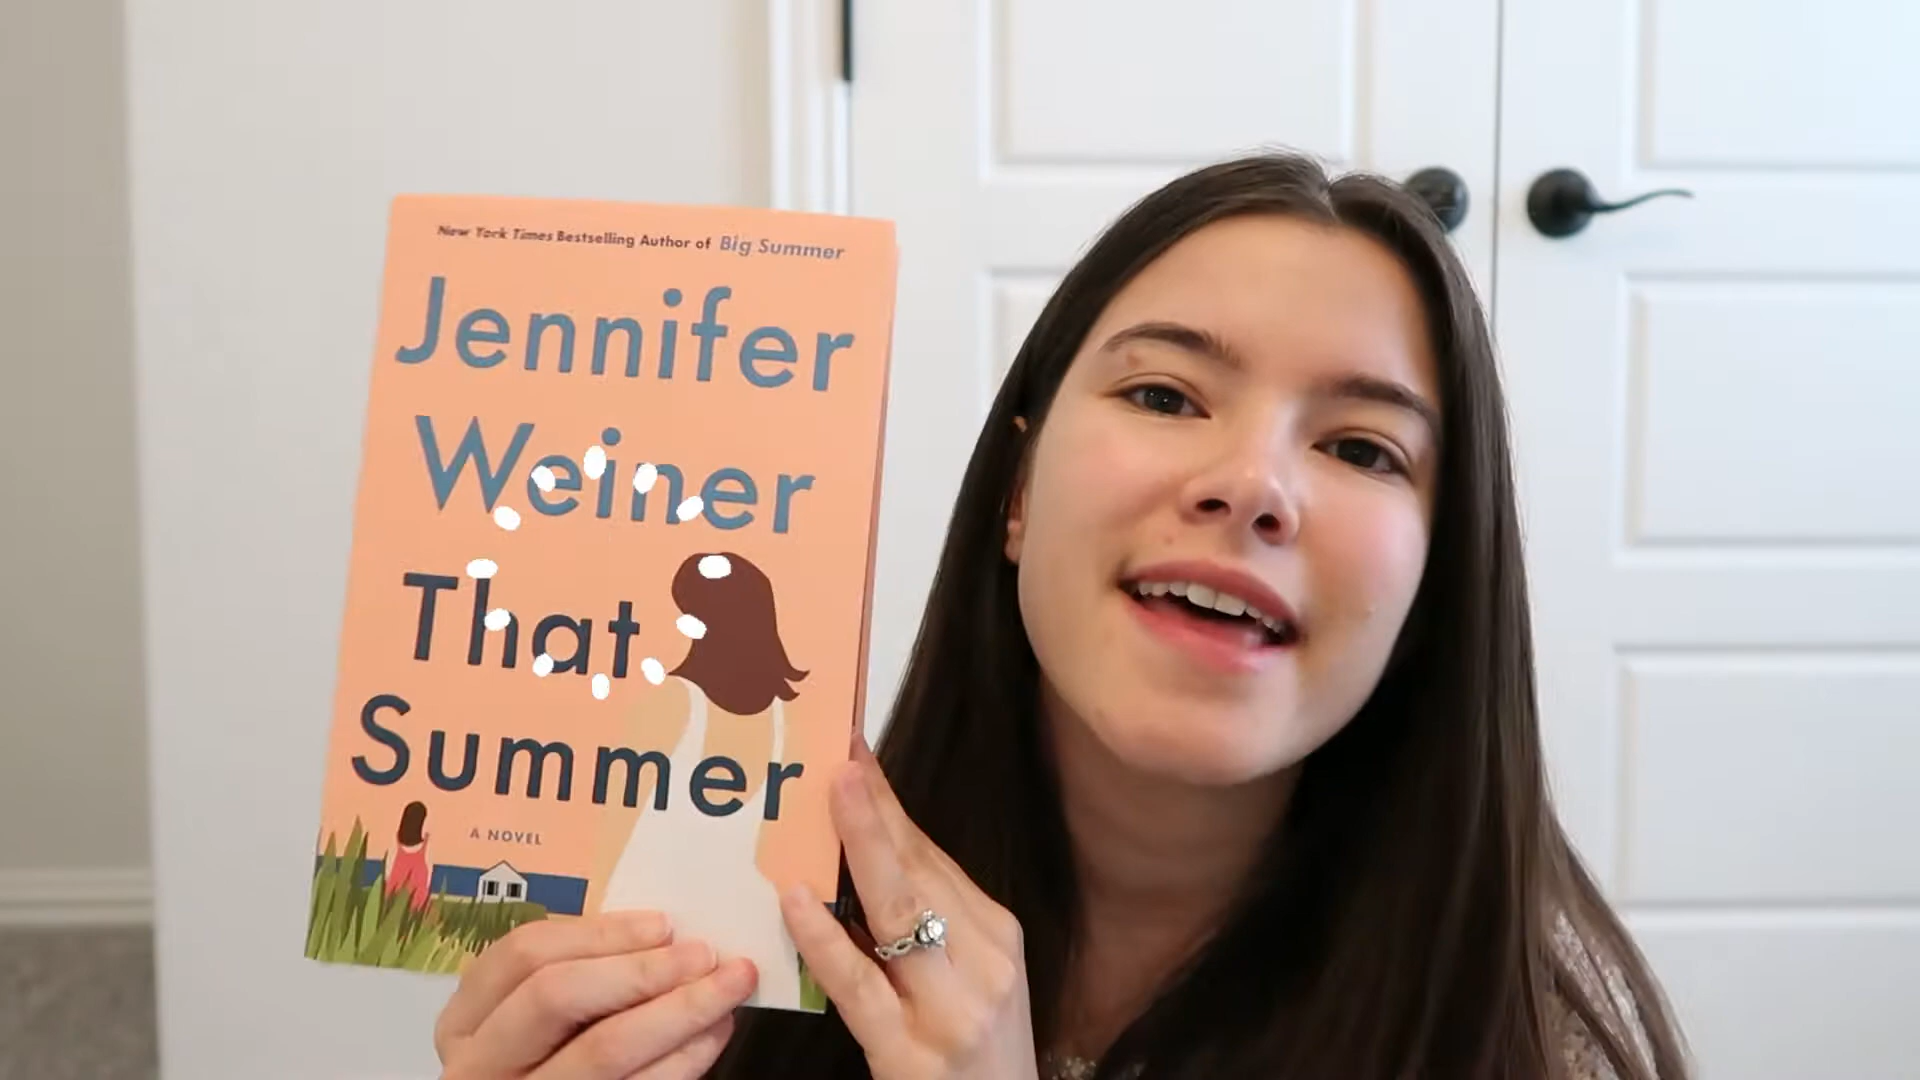 New York Times Bestselling Author of Big Summer
Jennifer
Weiner
That
Summer
A NOVEL